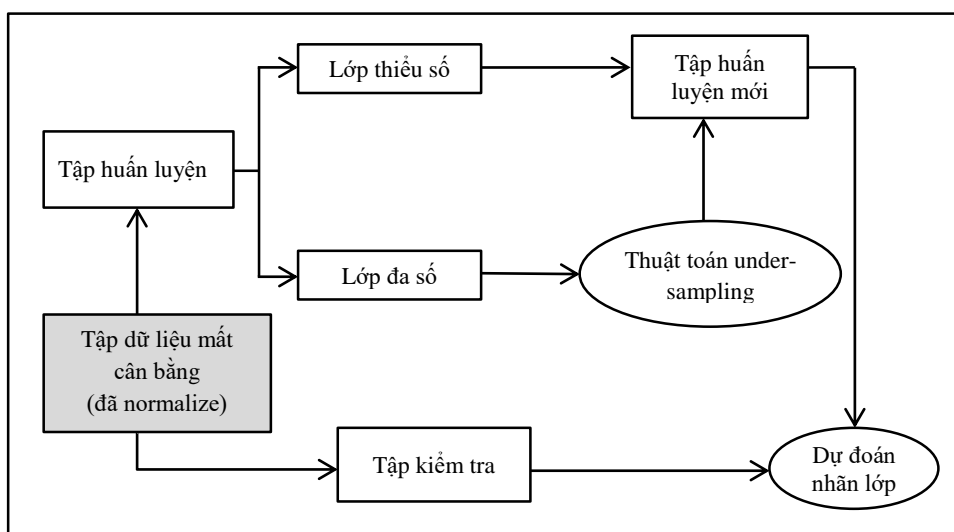 Lớp thiểu số
Tập huấn
luyện mới
Tập huấn luyện
Lớp đa số
Thuật toán under-
sampling
Tập dữ liệu mất
cân bằng
(đã normalize)
Tập kiểm tra
Dự đoán
nhãn lớp